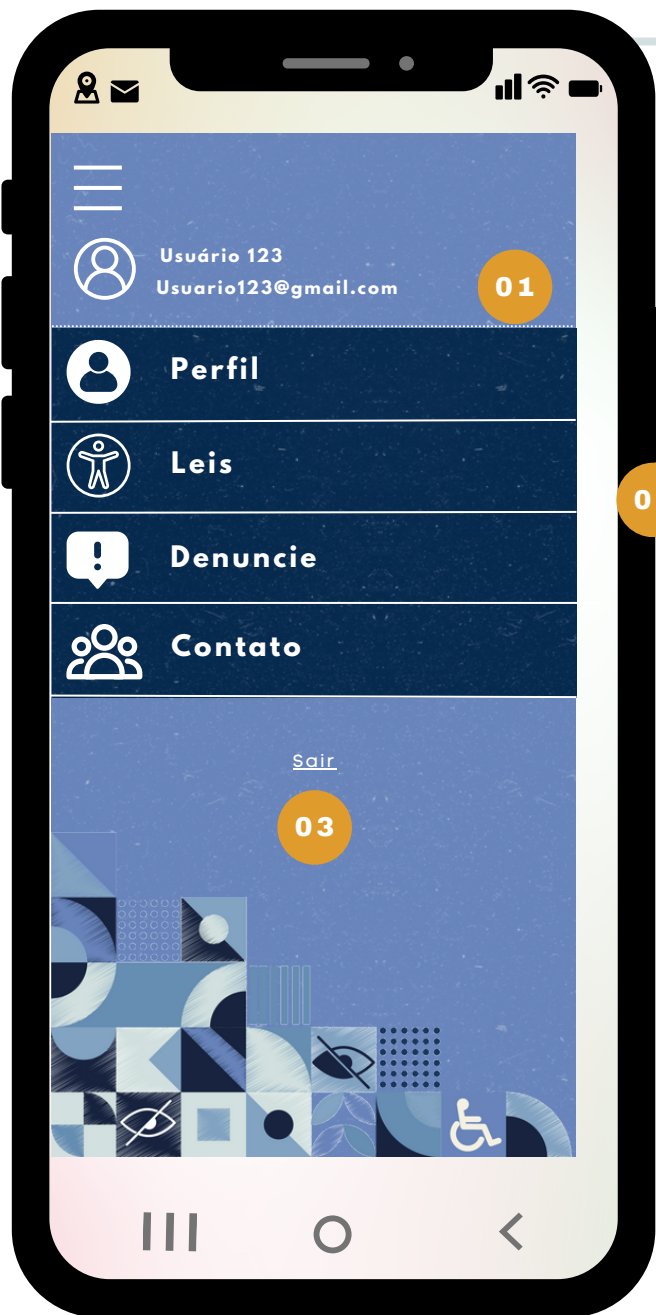 Usuário 123
Usuario123@gmail.com
01
Perfil
Leis
0
Denuncie
Contato
Sair
03